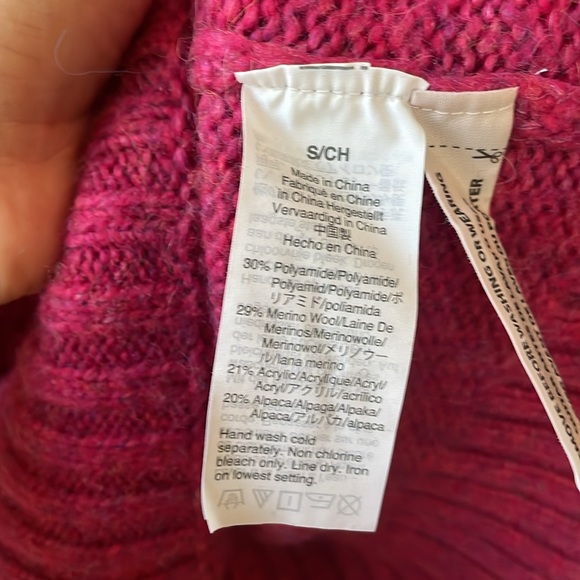 S/CH
Made in China
Fabriqué en Chine
in China Hergestellt
Vervaardigd in China
中国製
Hecho en China
30% Polyamide/Polyamide/
Polyamid/Polyamide/ポ
リアミド/poliamida
29% Merino Wool/Laine De
Merinos/Merinowolle/
Merinowol/メリノウー
ル/lana merino
21% Acrylic/Acrylique/Acryl/
Acryl/アクリル/acrílico
20% Alpaca/Alpaga/Alpaka/
Alpaca/アルパカ/alpaca
Hand wash cold
separately. Non chlorine
bleach only. Line dry. Iron
on lowest setting.
BEFORE WASHING OR WEARING